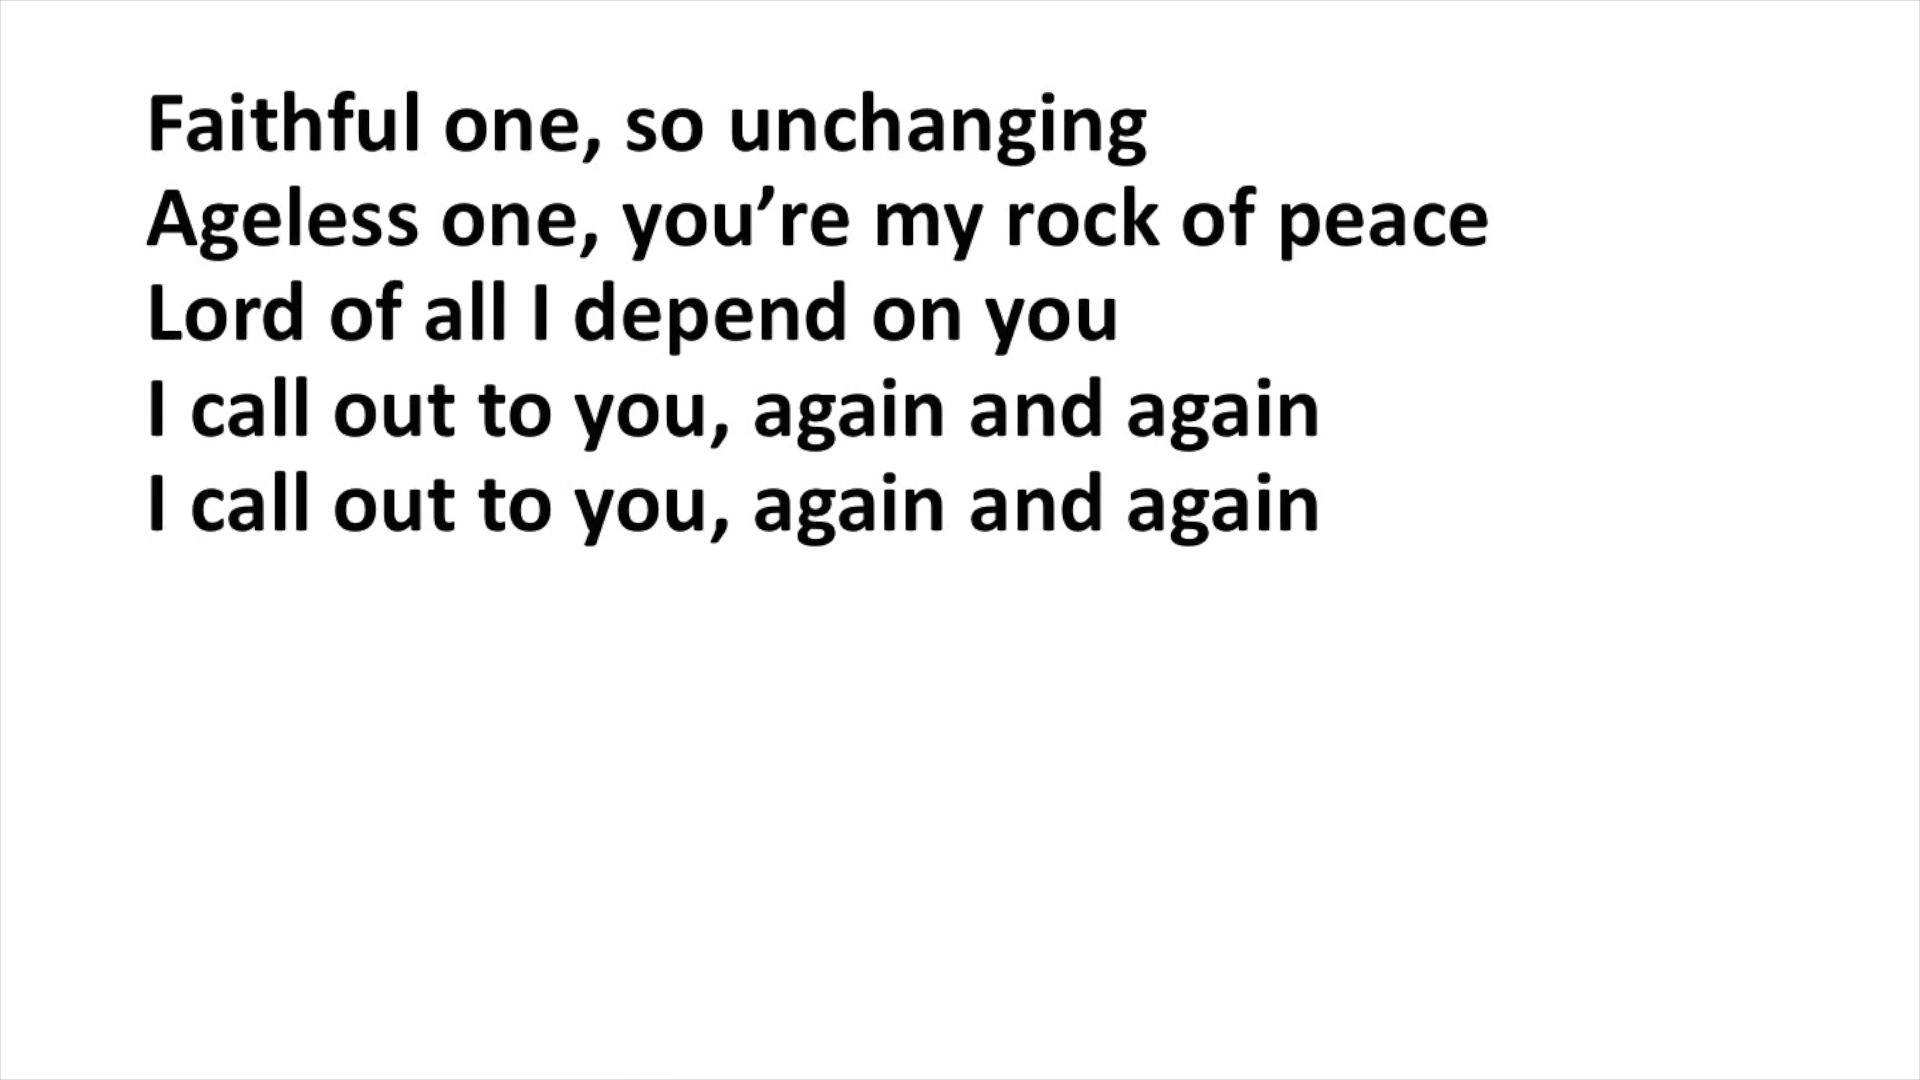 Faithful one, so unchanging
Ageless one, you’re my rock of peace
Lord of all I depend on you
I call out to you, again and again
I call out to you, again and again